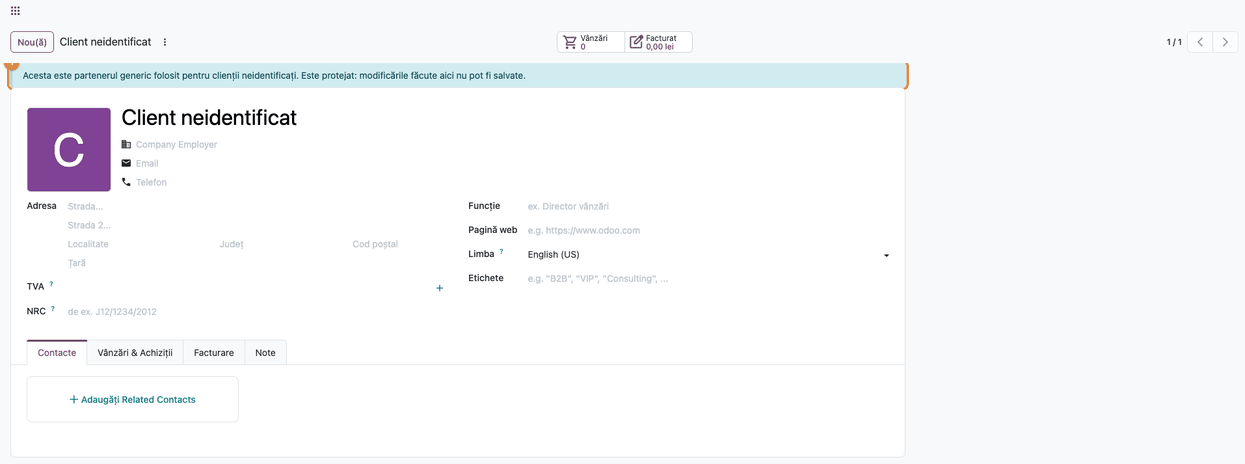 Nou(ă) Client neidentificat
Vânzări
0
Facturat
0,00 lei
1 / 1
Acesta este partenerul generic folosit pentru clienții neidentificați. Este protejat: modificările făcute aici nu pot fi salvate.
C
Client neidentificat
Company Employer
Email
Telefon
Adresa Strada...
Strada 2...
Localitate Județ Cod poștal
Țară
TVA ?
NRC ? de ex. J12/1234/2012
Funcție ex. Director vânzări
Pagină web e.g. https://www.odoo.com
Limba ? English (US)
Etichete e.g. "B2B", "VIP", "Consulting", ...
Contacte Vânzări & Achiziții Facturare Note
+ Adaugăți Related Contacts